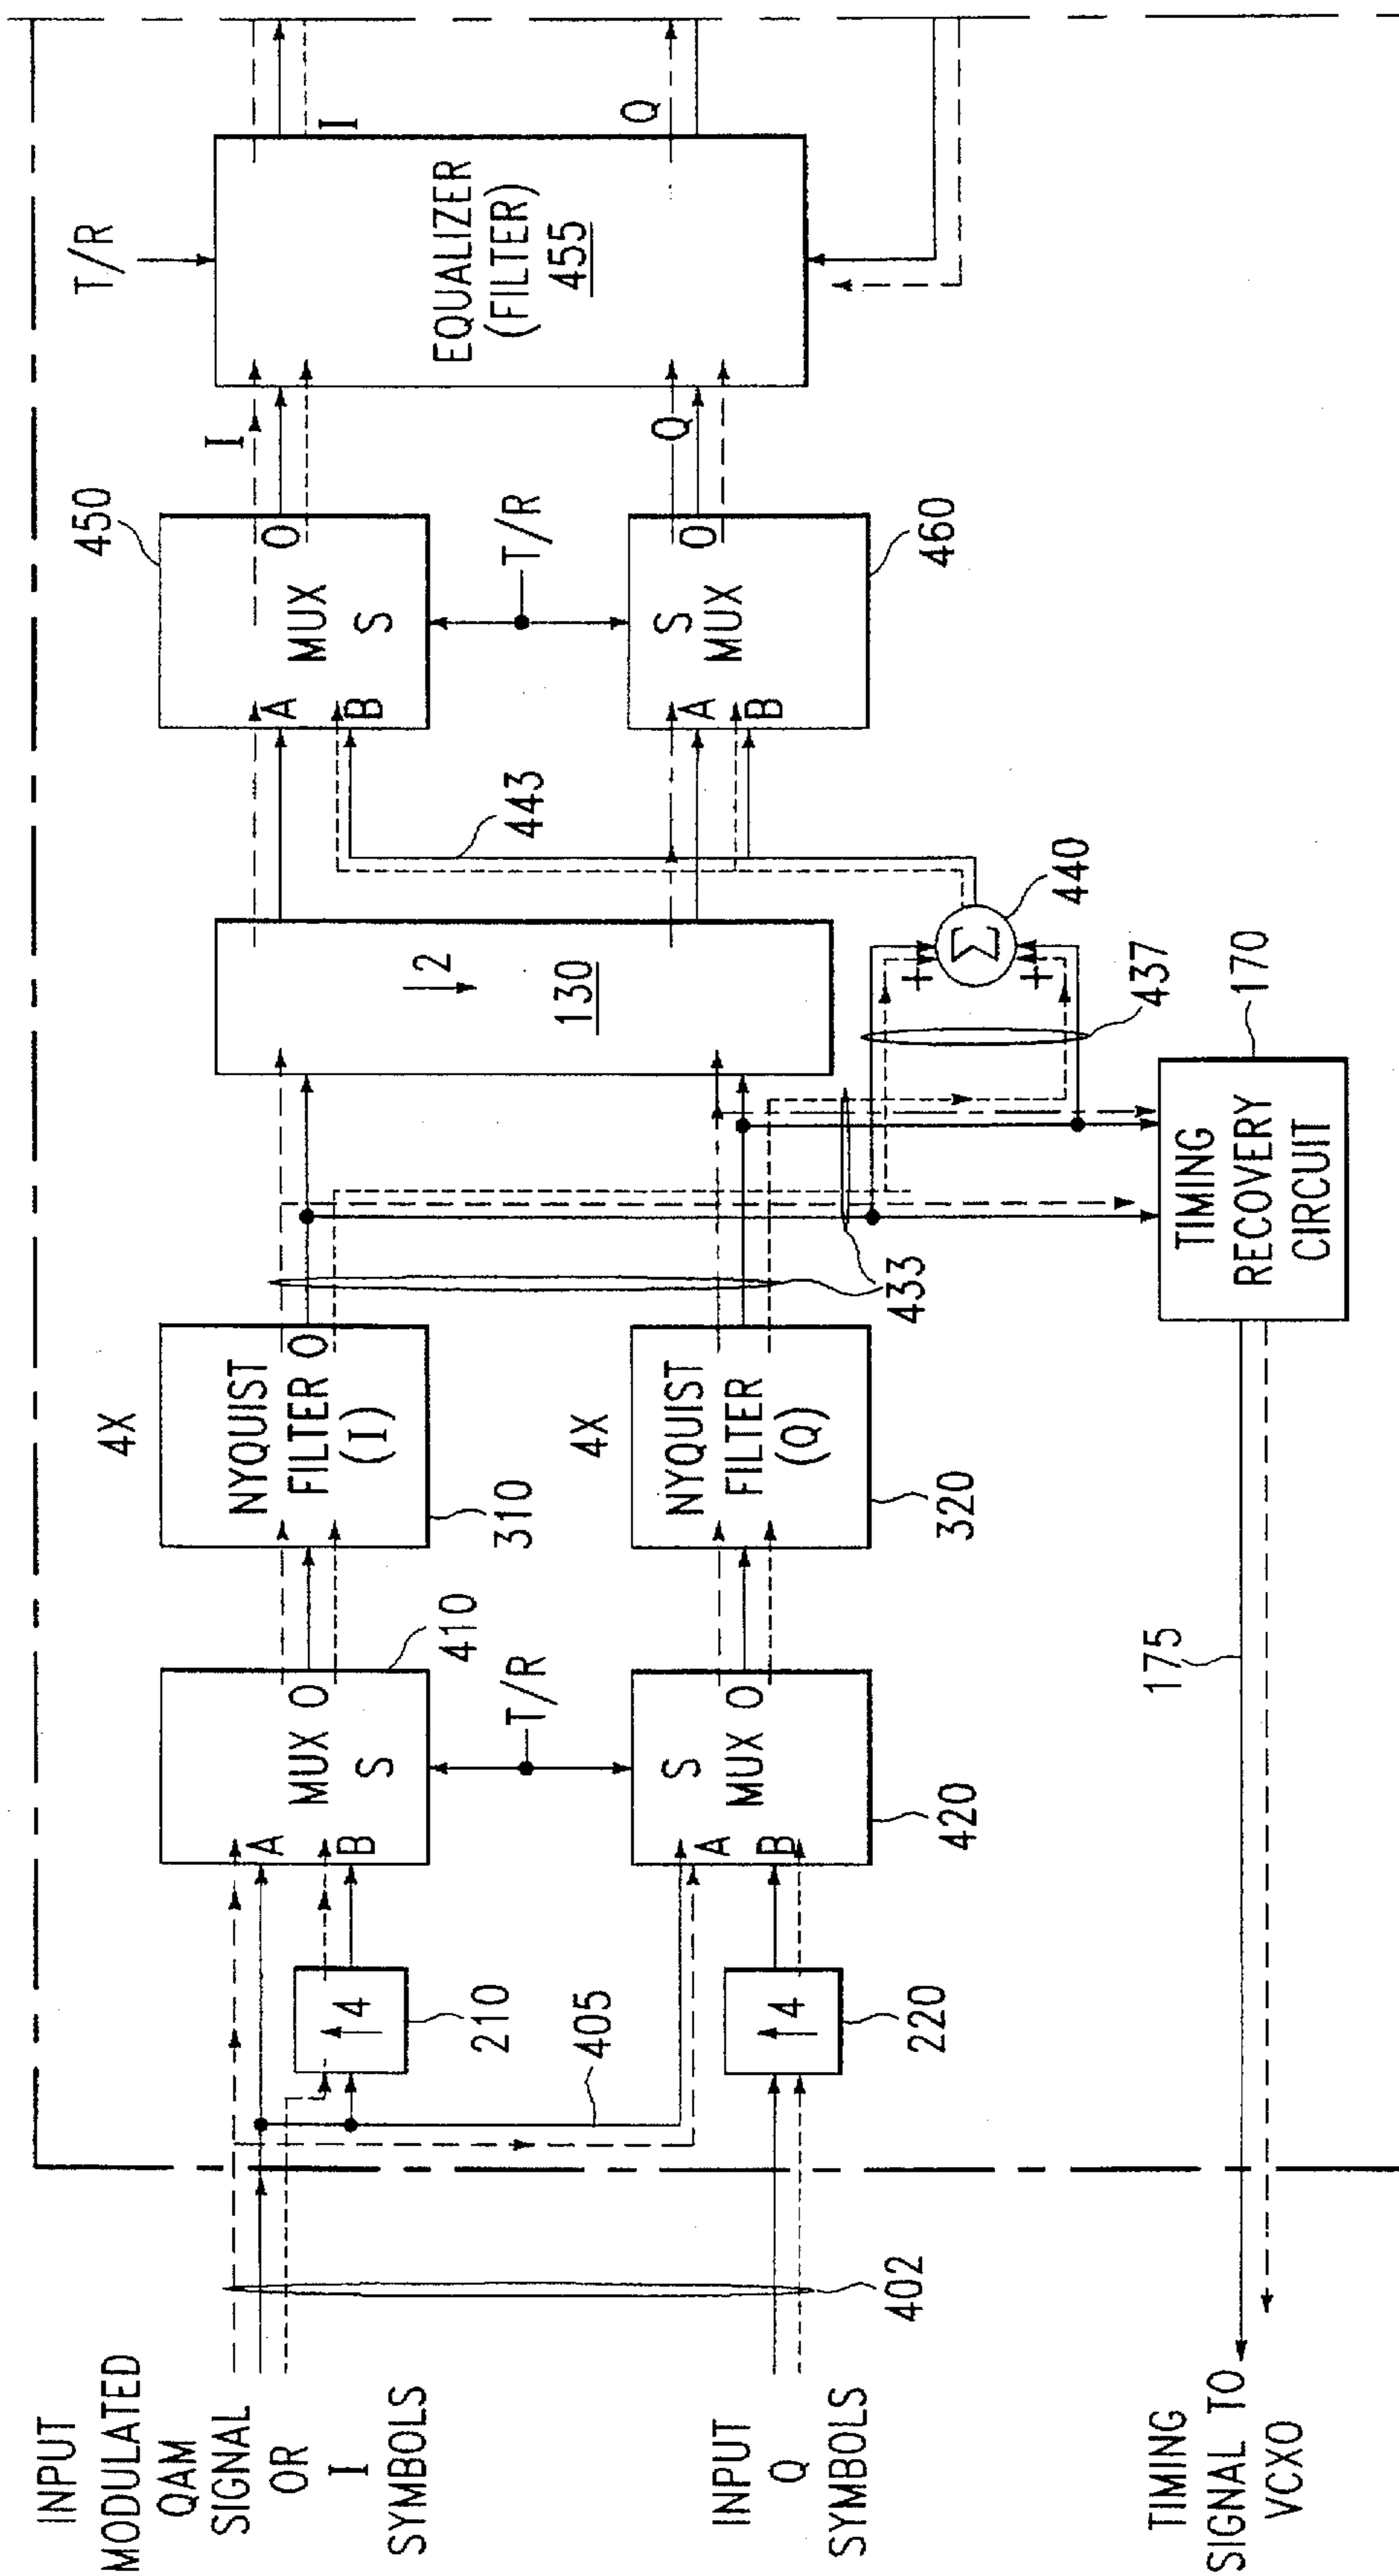 INPUT
MODULATED
QAM
SIGNAL
OR
I
SYMBOLS
INPUT
Q
SYMBOLS
TIMING
SIGNAL TO
VCXO
402
405
↑4
210
↑4
220
A
B
MUX
O
S
410
T/R
S
A
MUX
O
B
420
175
4X
NYQUIST
FILTER
(I)
O
310
4X
NYQUIST
FILTER
(Q)
320
433
TIMING
RECOVERY
CIRCUIT
170
437
↓2
130
+
Σ
+
440
443
A
B
MUX
S
O
450
T/R
A
B
S
MUX
O
460
I
Q
T/R
EQUALIZER
(FILTER)
455
I
Q